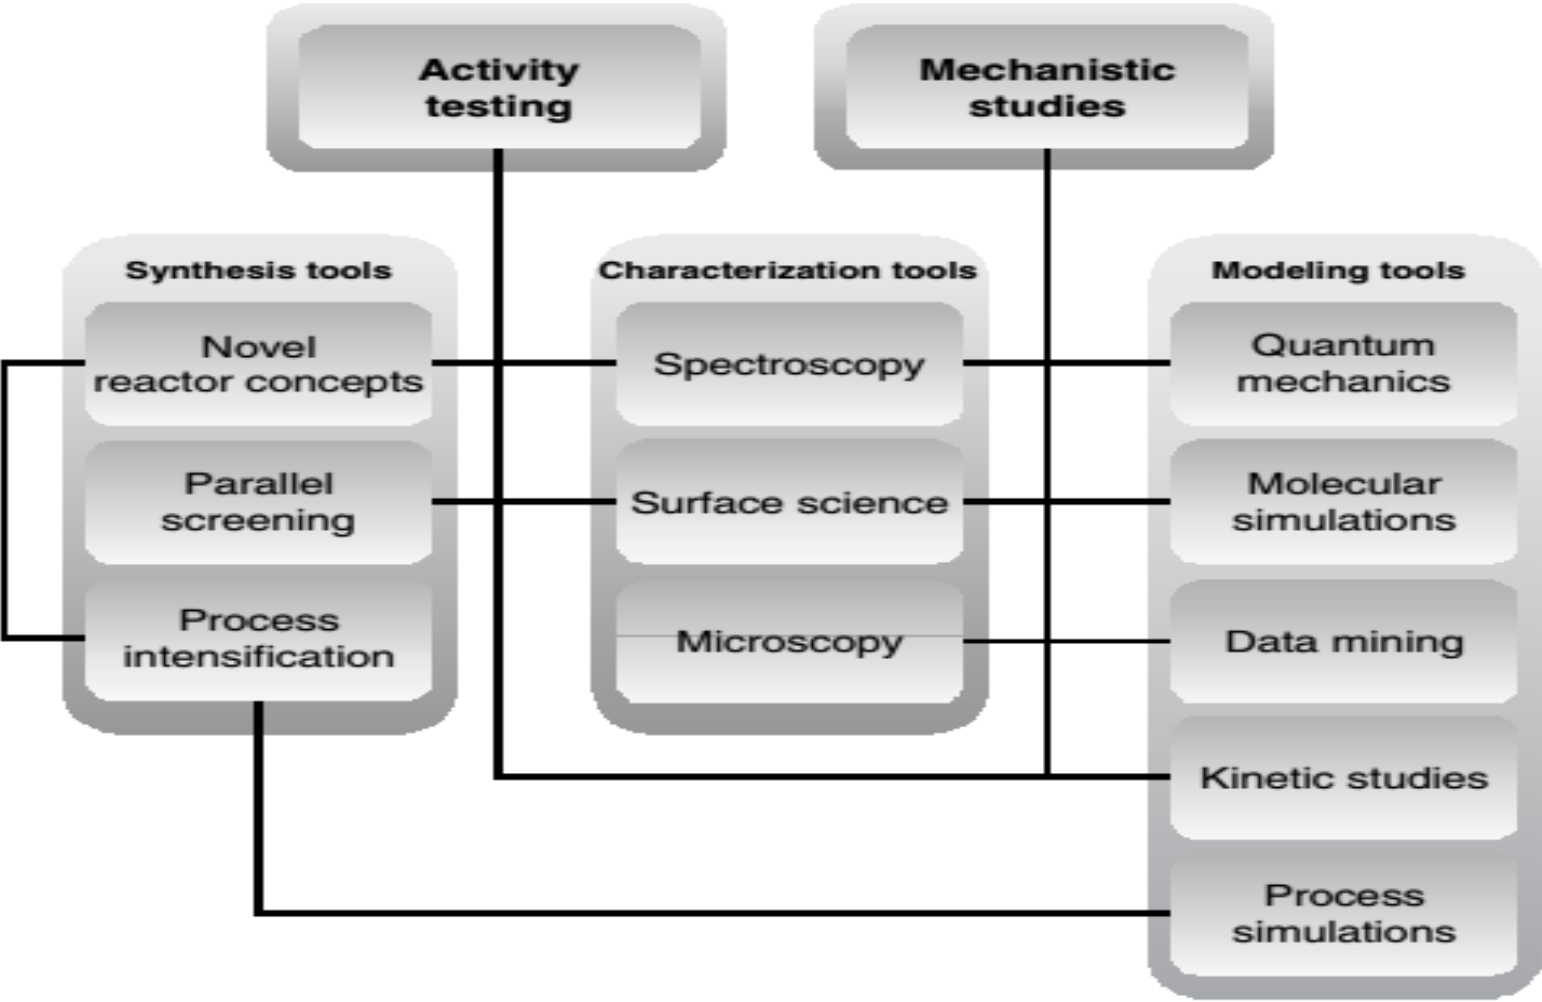 Activity
testing
Mechanistic
studies
Synthesis tools
Novel
reactor concepts
Parallel
screening
Process
intensification
Characterization tools
Spectroscopy
Surface science
Microscopy
Modeling tools
Quantum
mechanics
Molecular
simulations
Data mining
Kinetic studies
Process
simulations